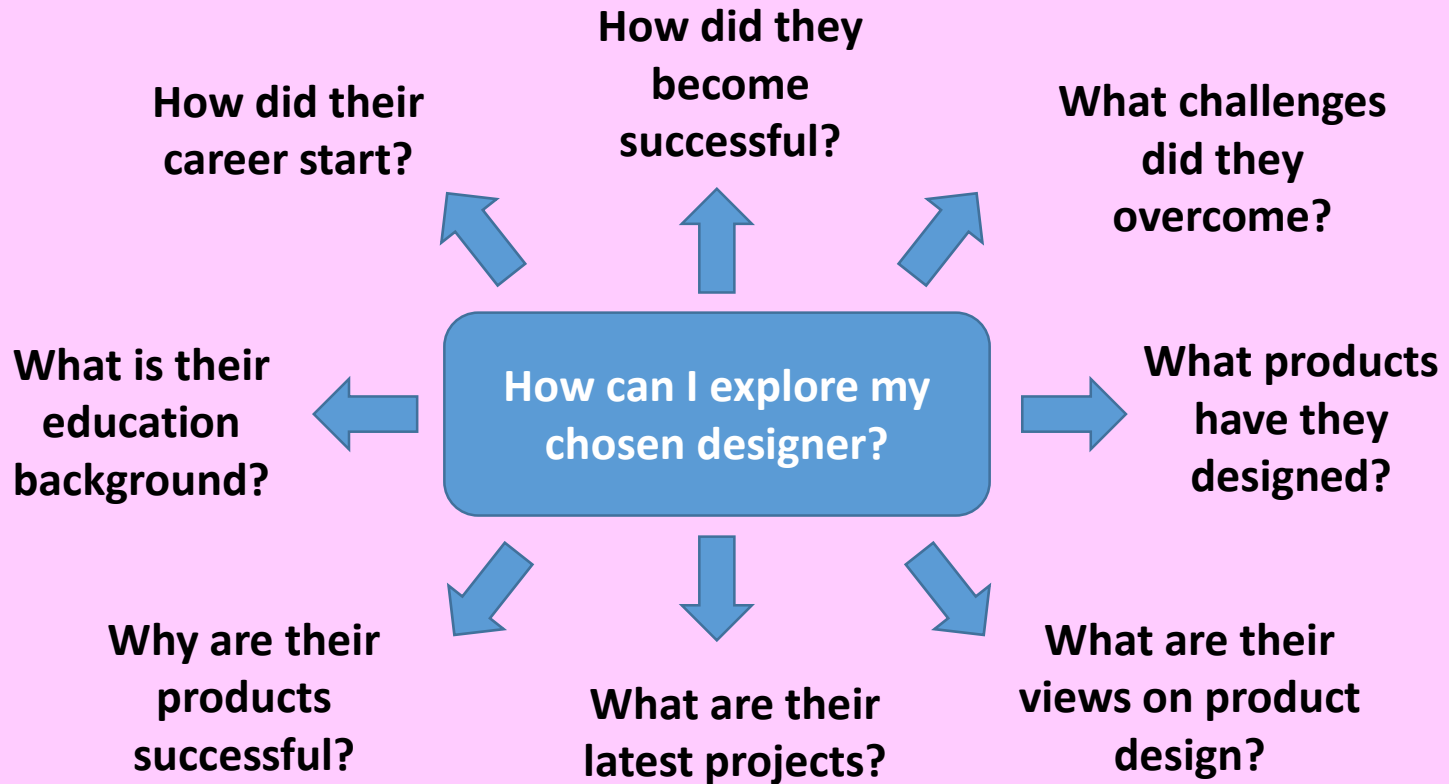 How did they
become
successful?
How did their
career start?
What challenges
did they
overcome?
What is their
education
background?
How can I explore my
chosen designer?
What products
have they
designed?
Why are their
products
successful?
What are their
latest projects?
What are their
views on product
design?